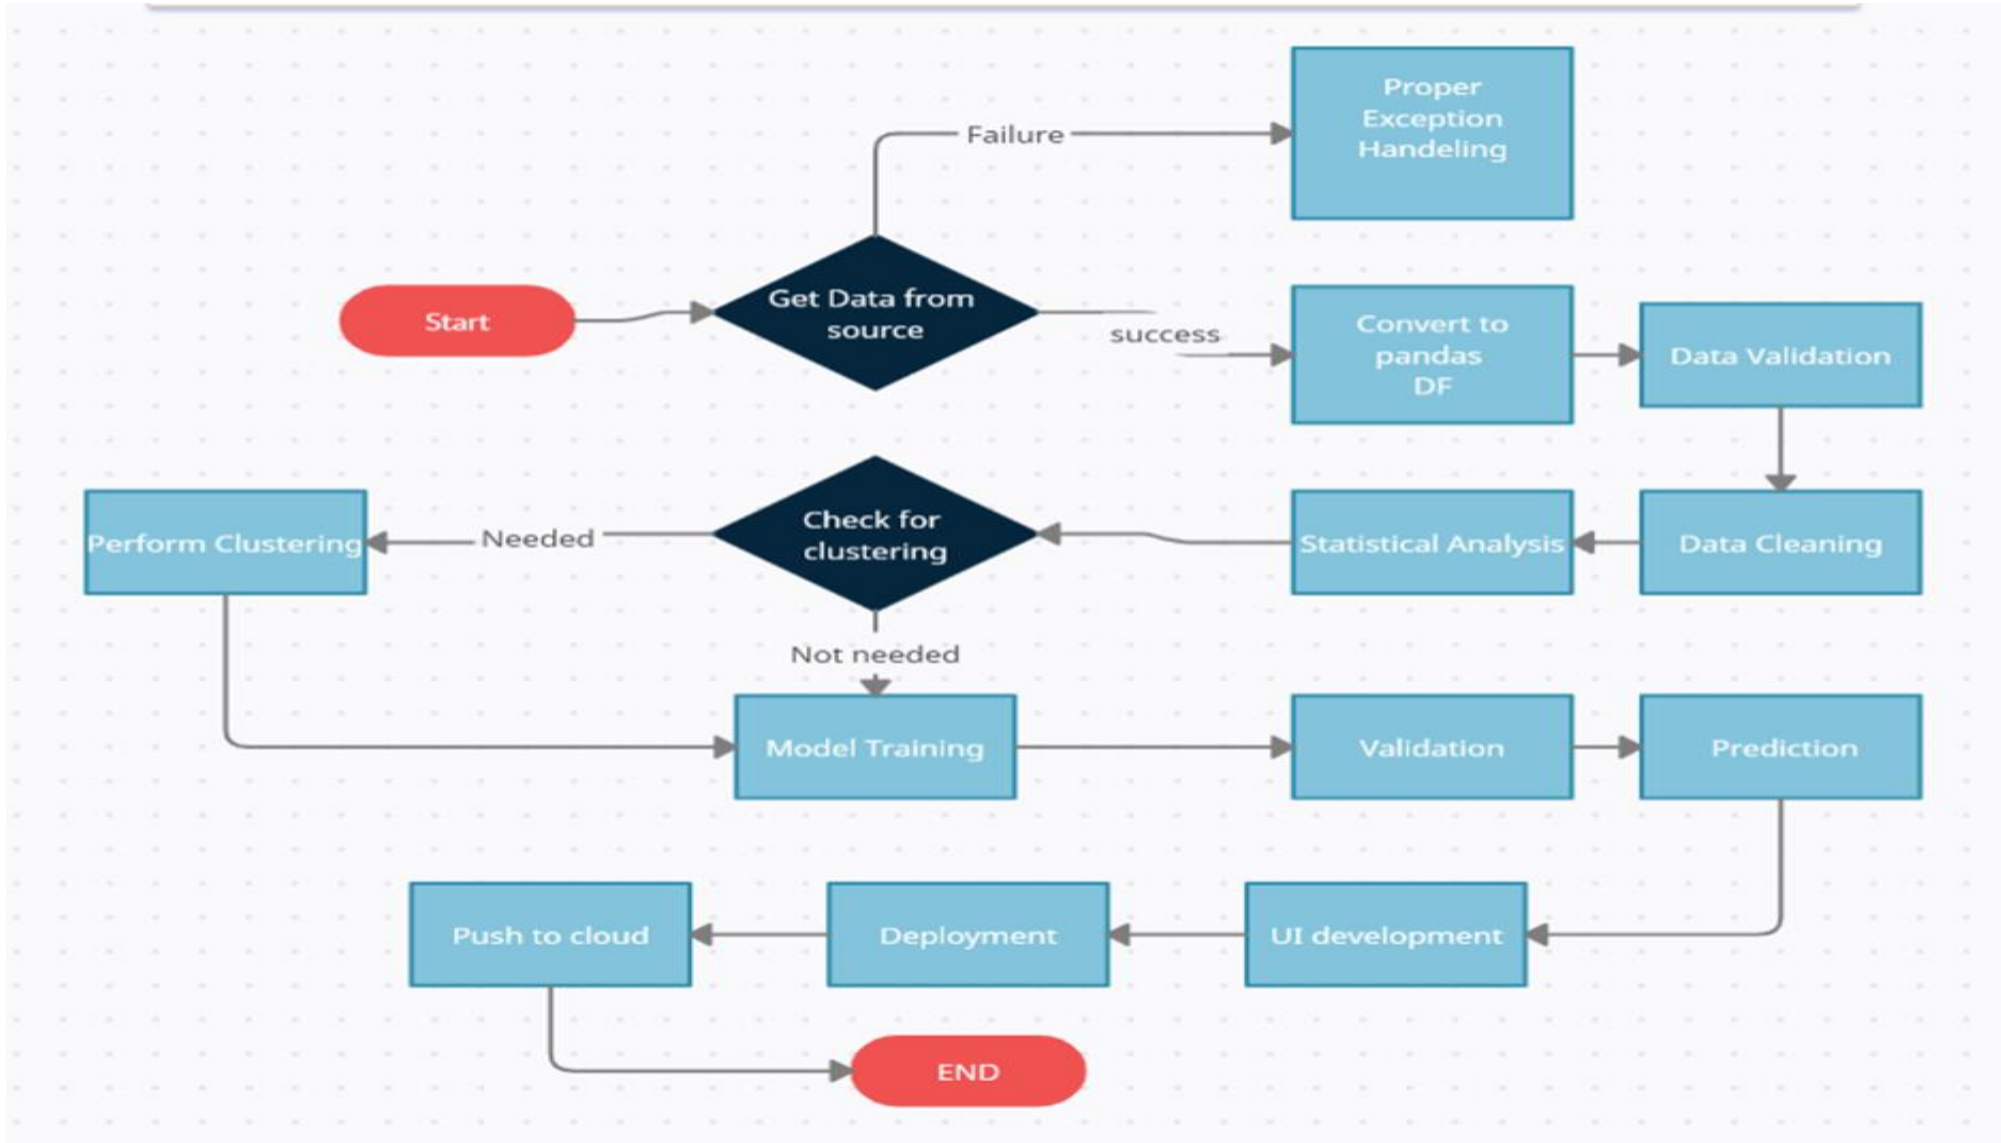 Proper
Exception
Handeling
Failure
Start
Get Data from
source
success
Convert to
pandas
DF
Data Validation
Perform Clustering
Needed
Check for
clustering
Statistical Analysis
Data Cleaning
Not needed
Model Training
Validation
Prediction
Push to cloud
Deployment
UI development
END